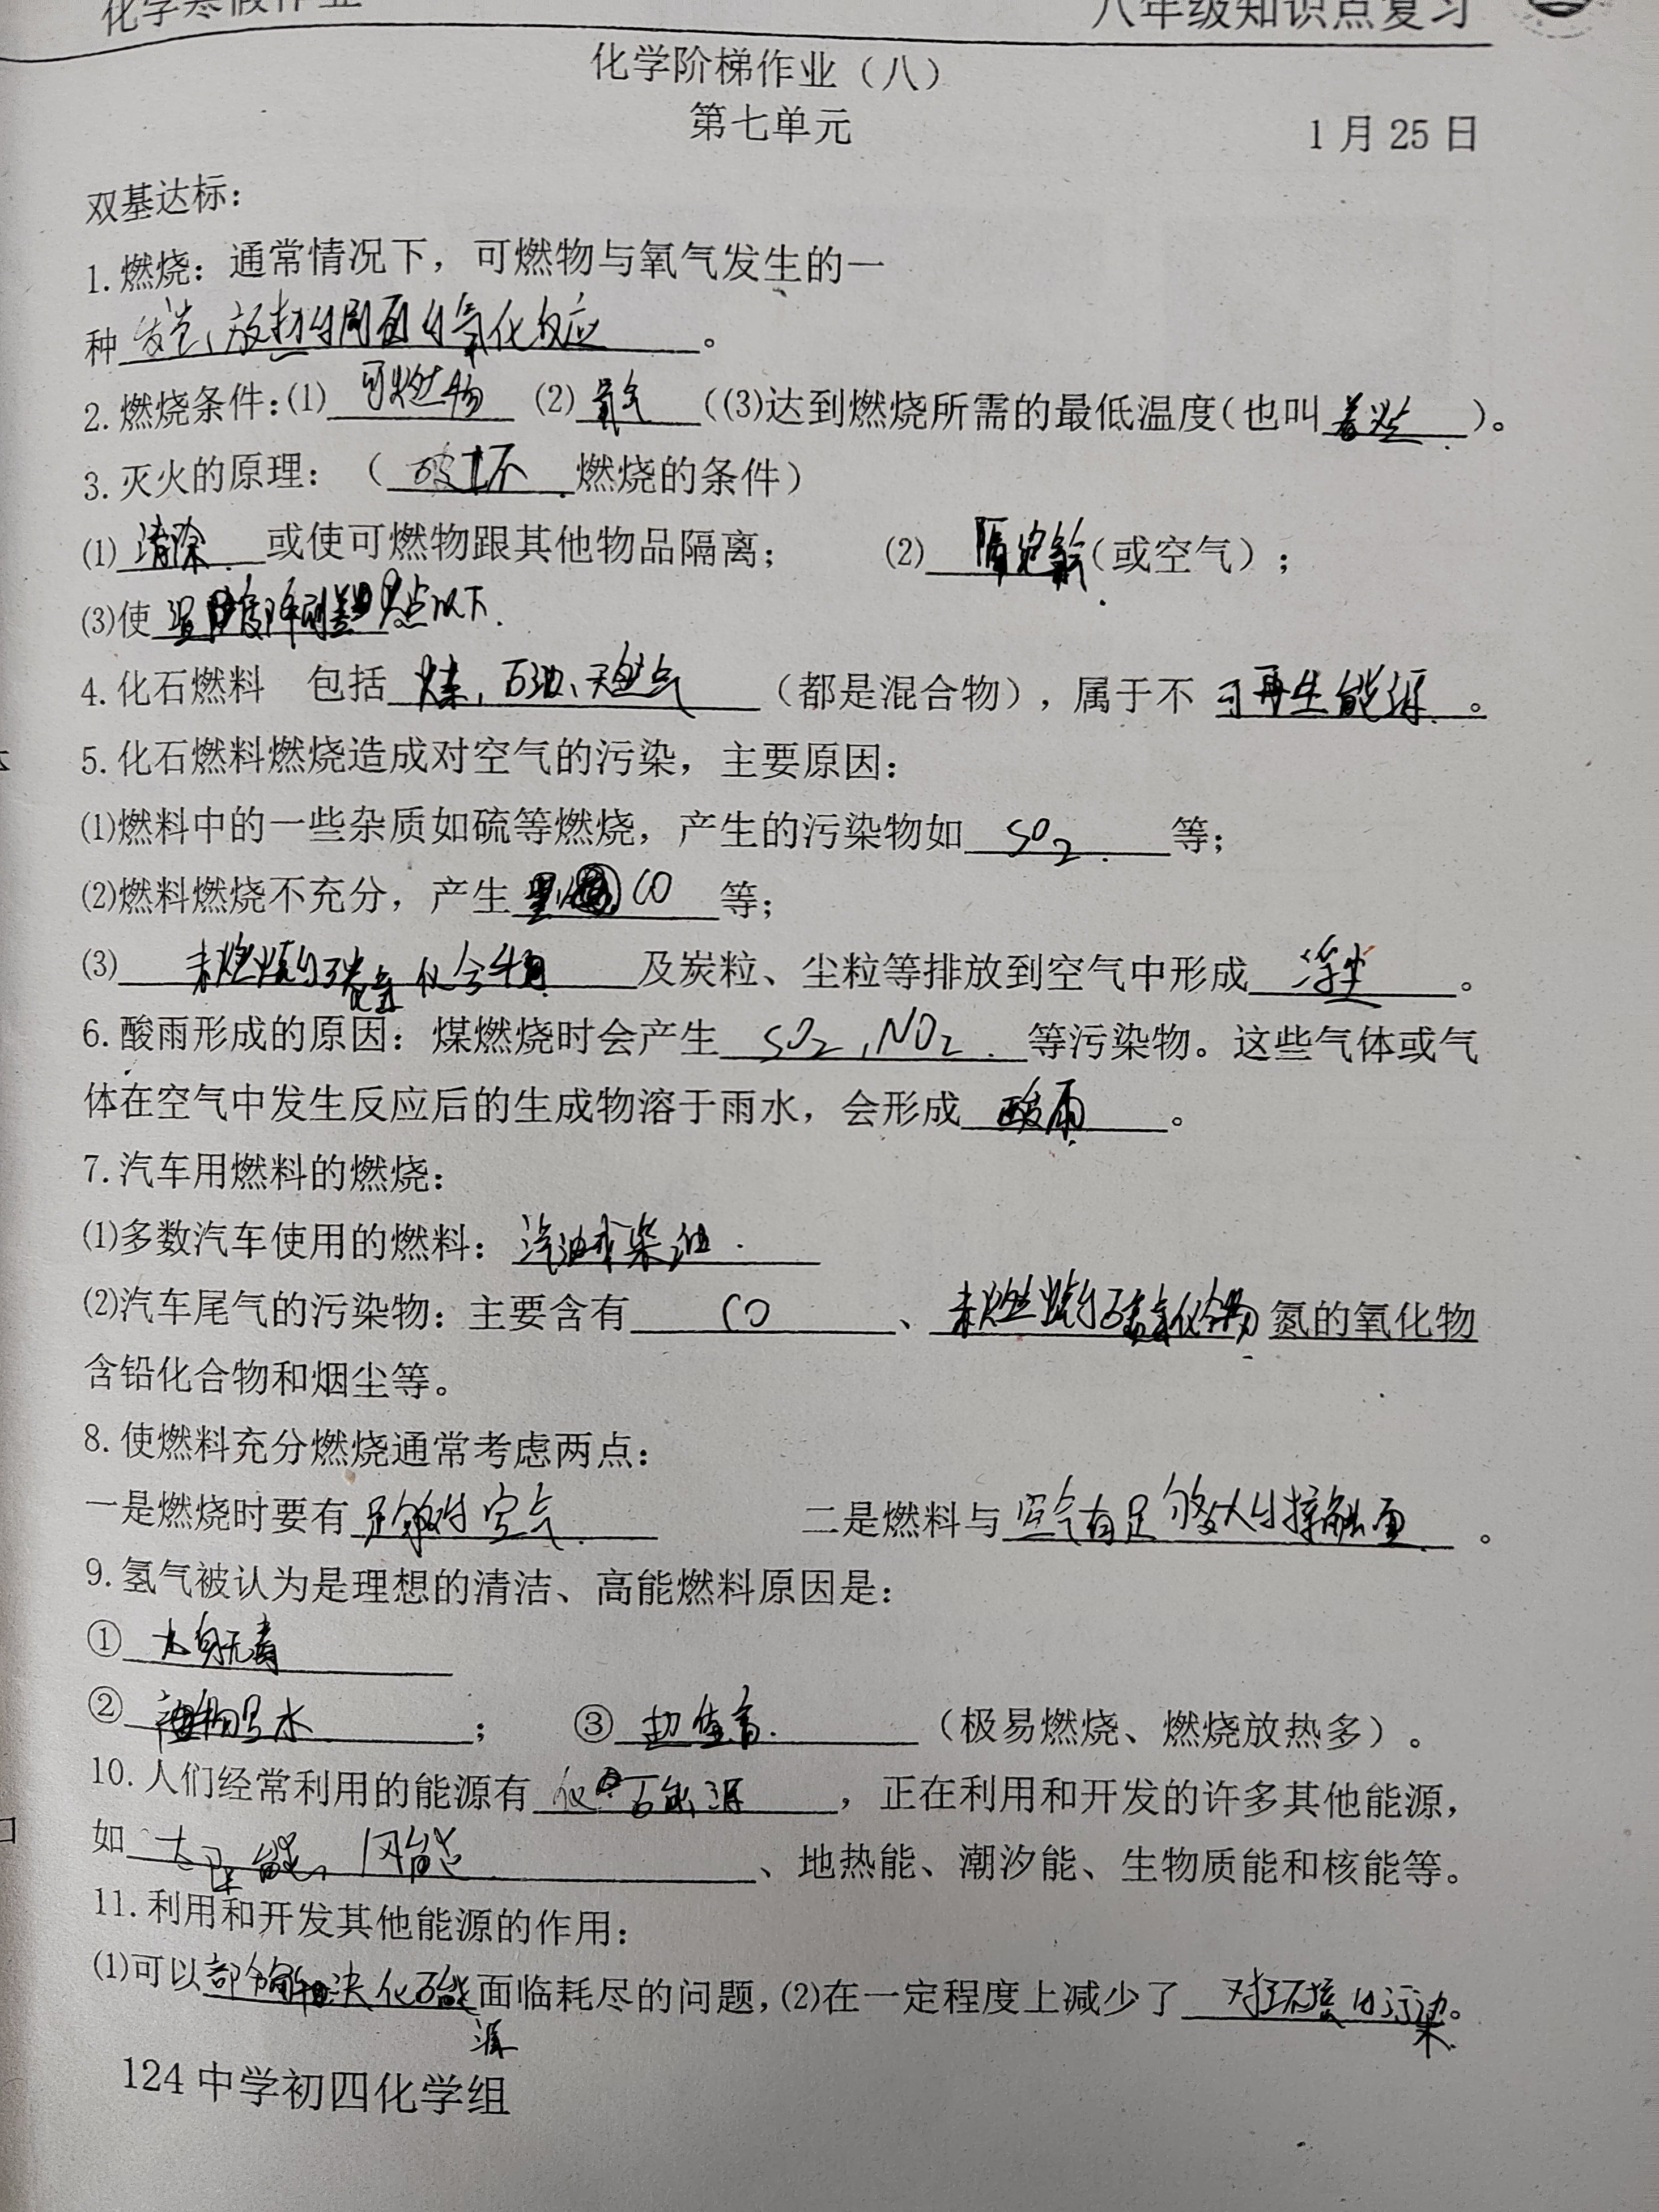 化学寒假作业 八年级知识点复习
化学阶梯作业（八）
第七单元
1月25日
双基达标：
1.燃烧：通常情况下，可燃物与氧气发生的一
种发光、放热的剧烈的氧化反应。
2.燃烧条件：(1)可燃物 (2)氧气 ((3)达到燃烧所需的最低温度(也叫着火点)。
3.灭火的原理：（破坏燃烧的条件）
(1)清除或使可燃物跟其他物品隔离； (2)隔绝氧气(或空气)；
(3)使温度降到着火点以下.
4.化石燃料 包括煤、石油、天然气（都是混合物），属于不可再生能源。
5.化石燃料燃烧造成对空气的污染，主要原因：
(1)燃料中的一些杂质如硫等燃烧，产生的污染物如SO₂.等；
(2)燃料燃烧不充分，产生CO等；
(3)未燃烧的碳氢化合物及炭粒、尘粒等排放到空气中形成浮尘。
6.酸雨形成的原因：煤燃烧时会产生SO₂，NO₂.等污染物。这些气体或气
体在空气中发生反应后的生成物溶于雨水，会形成酸雨。
7.汽车用燃料的燃烧：
(1)多数汽车使用的燃料：汽油或柴油.
(2)汽车尾气的污染物：主要含有CO、未燃烧的碳氢化合物 氮的氧化物
含铅化合物和烟尘等。
8.使燃料充分燃烧通常考虑两点：
一是燃烧时要有足够的空气. 二是燃料与空气有足够大的接触面。
9.氢气被认为是理想的清洁、高能燃料原因是：
①本身无毒
②产物只是水； ③热值高.（极易燃烧、燃烧放热多）。
10.人们经常利用的能源有化石能源，正在利用和开发的许多其他能源，
如太阳能、风能、地热能、潮汐能、生物质能和核能等。
11.利用和开发其他能源的作用：
(1)可以部分解决化石能源面临耗尽的问题，(2)在一定程度上减少了对环境的污染。
124中学初四化学组